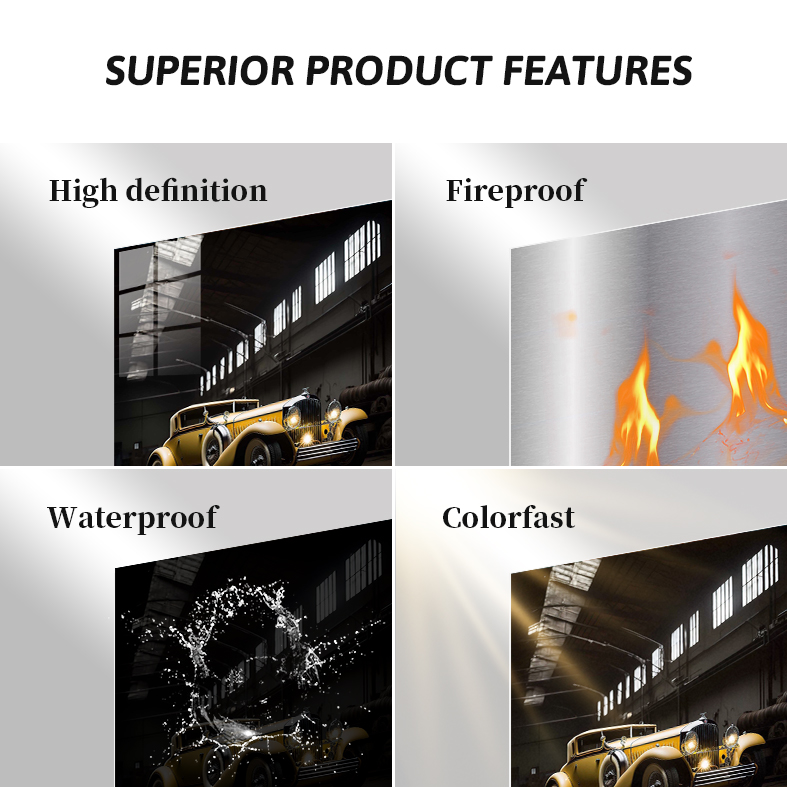 SUPERIOR PRODUCT FEATURES
High definition
Fireproof
Waterproof
Colorfast